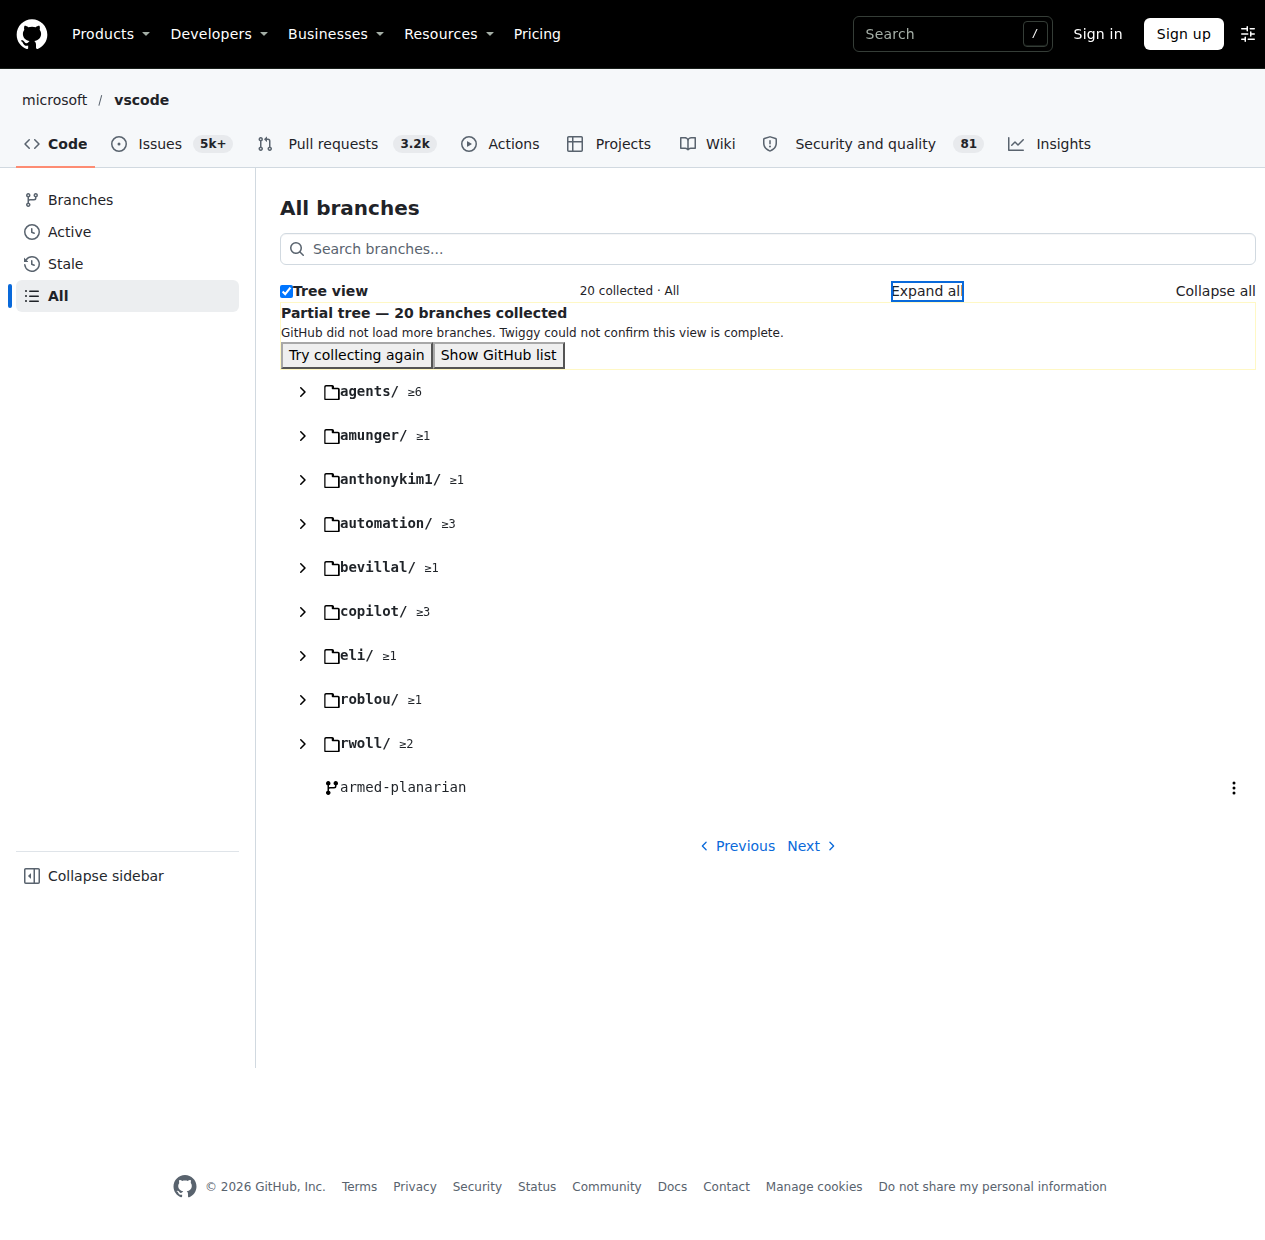 Products Developers Businesses Resources Pricing Search / Sign in Sign up
microsoft / vscode
Code Issues 5k+ Pull requests 3.2k Actions Projects Wiki Security and quality 81 Insights
Branches
Active
Stale
All
Collapse sidebar
All branches
Search branches...
Tree view 20 collected · All Expand all Collapse all
Partial tree — 20 branches collected
GitHub did not load more branches. Twiggy could not confirm this view is complete.
Try collecting again Show GitHub list
agents/ ≥6
amunger/ ≥1
anthonykim1/ ≥1
automation/ ≥3
bevillal/ ≥1
copilot/ ≥3
eli/ ≥1
roblou/ ≥1
rwoll/ ≥2
armed-planarian
Previous Next
© 2026 GitHub, Inc. Terms Privacy Security Status Community Docs Contact Manage cookies Do not share my personal information